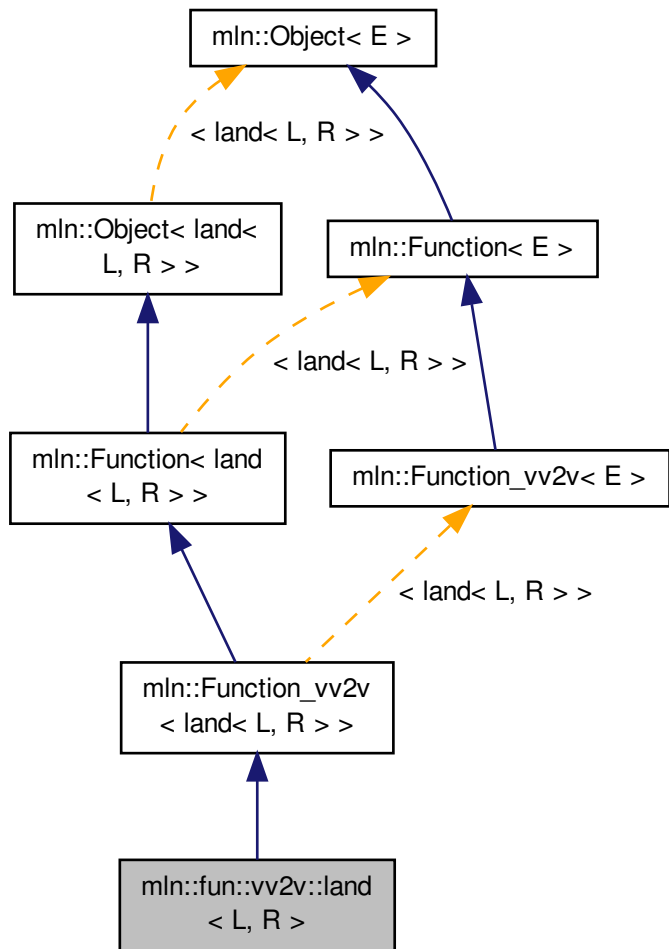 mln::Object< E >
< land< L, R > >
mln::Object< land<
L, R > >
mln::Function< E >
< land< L, R > >
mln::Function< land
< L, R > >
mln::Function_vv2v< E >
< land< L, R > >
mln::Function_vv2v
< land< L, R > >
mln::fun::vv2v::land
< L, R >